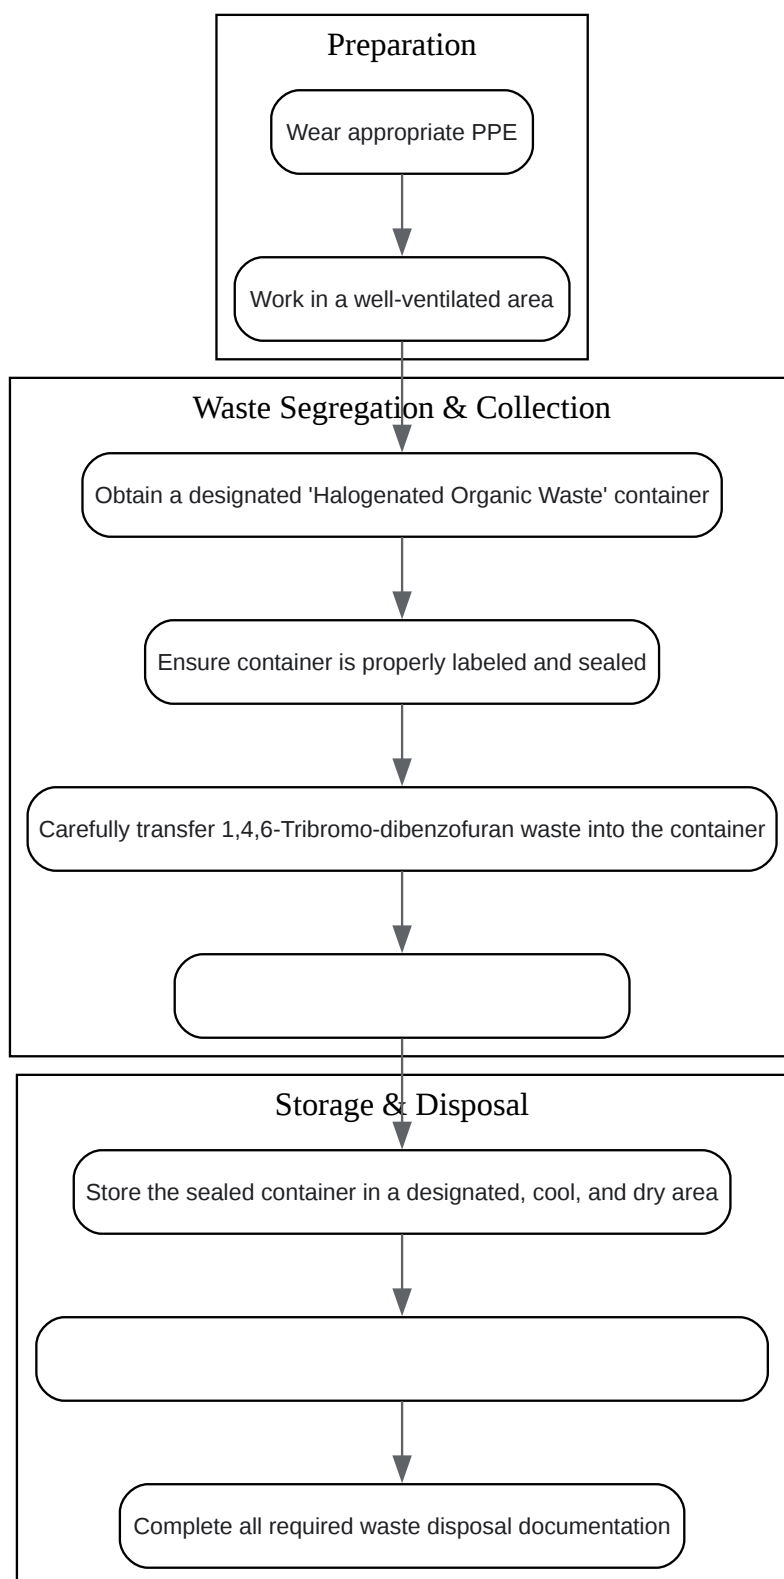 Preparation
Wear appropriate PPE
Work in a well-ventilated area
Waste Segregation & Collection
Obtain a designated 'Halogenated Organic Waste' container
Ensure container is properly labeled and sealed
Carefully transfer 1,4,6-Tribromo-dibenzofuran waste into the container
Storage & Disposal
Store the sealed container in a designated, cool, and dry area
Complete all required waste disposal documentation